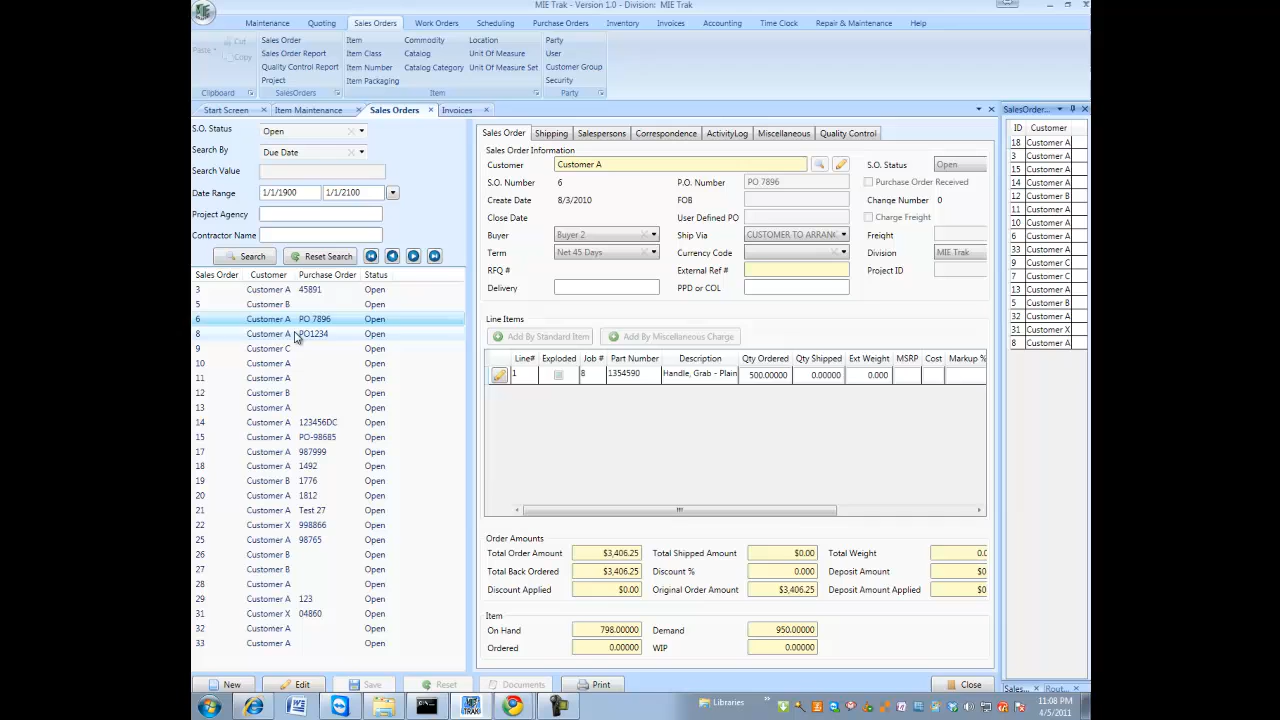 MIE Trak - Version 1.0 - Division: MIE Trak
Maintenance Quoting Sales Orders Work Orders Scheduling Purchase Orders Inventory Invoices Accounting Time Clock Repair & Maintenance Help
Paste Cut Copy
Clipboard
Sales Order
Sales Order Report
Quality Control Report
Project
SalesOrders
Item Commodity Location
Item Class Catalog Unit Of Measure
Item Number Catalog Category Unit Of Measure Set
Item Packaging
Item
Party
User
Customer Group
Security
Party
Start Screen Item Maintenance Sales Orders Invoices
S.O. Status Open
Search By Due Date
Search Value
Date Range 1/1/1900 1/1/2100
Project Agency
Contractor Name
Search Reset Search
Sales Order Customer Purchase Order Status
3 Customer A 45891 Open
5 Customer B Open
6 Customer A PO 7896 Open
8 Customer A PO1234 Open
9 Customer C Open
10 Customer A Open
11 Customer A Open
12 Customer B Open
13 Customer A Open
14 Customer A 123456DC Open
15 Customer A PO-98685 Open
17 Customer A 987999 Open
18 Customer A 1492 Open
19 Customer B 1776 Open
20 Customer A 1812 Open
21 Customer A Test 27 Open
22 Customer X 998866 Open
25 Customer A 98765 Open
26 Customer B Open
27 Customer B Open
28 Customer A Open
29 Customer A 123 Open
31 Customer X 04860 Open
32 Customer A Open
33 Customer A Open
Sales Order Shipping Salespersons Correspondence ActivityLog Miscellaneous Quality Control
Sales Order Information
Customer Customer A S.O. Status Open
S.O. Number 6 P.O. Number PO 7896 Purchase Order Received
Create Date 8/3/2010 FOB Change Number 0
Close Date User Defined PO Charge Freight
Buyer Buyer 2 Ship Via CUSTOMER TO ARRANG Freight
Term Net 45 Days Currency Code Division MIE Trak
RFQ # External Ref # Project ID
Delivery PPD or COL
Line Items
Add By Standard Item Add By Miscellaneous Charge
Line# Exploded Job # Part Number Description Qty Ordered Qty Shipped Ext Weight MSRP Cost Markup %
1 8 1354590 Handle, Grab - Plain 500.00000 0.00000 0.000
Order Amounts
Total Order Amount $3,406.25 Total Shipped Amount $0.00 Total Weight 0.0
Total Back Ordered $3,406.25 Discount % 0.000 Deposit Amount $0
Discount Applied $0.00 Original Order Amount $3,406.25 Deposit Amount Applied $0
Item
On Hand 798.00000 Demand 950.00000
Ordered 0.00000 WIP 0.00000
New Edit Save Reset Documents Print Close
SalesOrder...
ID Customer
18 Customer A
3 Customer A
15 Customer A
14 Customer A
12 Customer B
11 Customer A
10 Customer A
6 Customer A
33 Customer A
9 Customer C
7 Customer C
13 Customer A
5 Customer B
32 Customer A
31 Customer X
8 Customer A
Sales... Rout...
Libraries
11:08 PM
4/5/2011